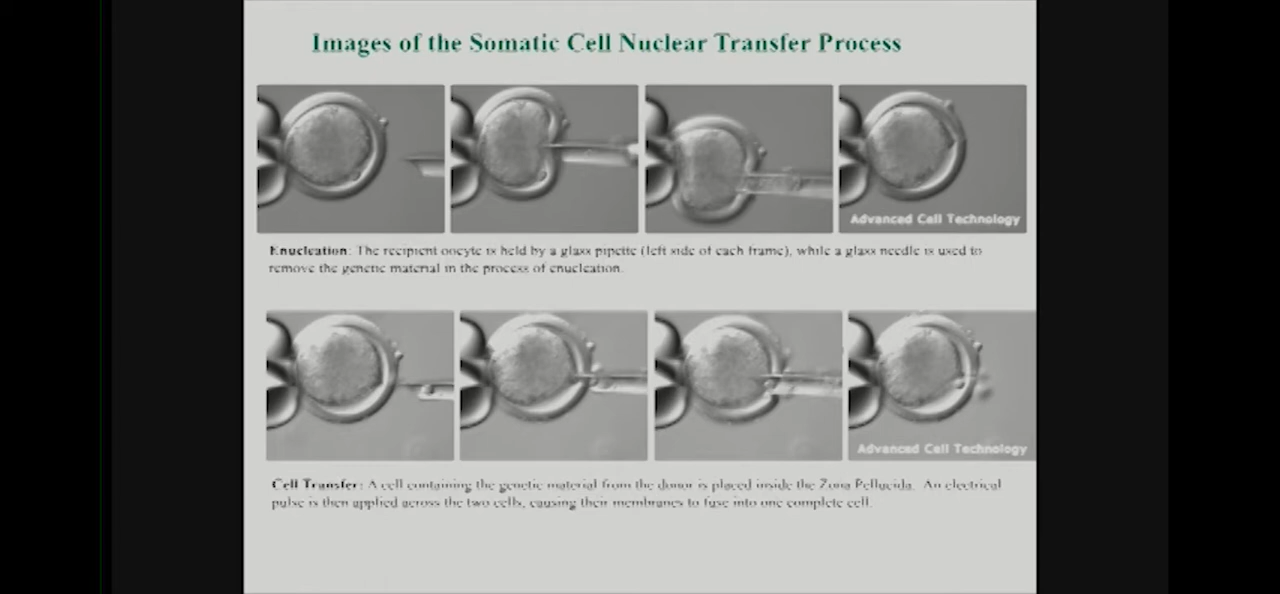 Images of the Somatic Cell Nuclear Transfer Process
Advanced Cell Technology
Enucleation: The recipient oocyte is held by a glass pipette (left side of each frame), while a glass needle is used to
remove the genetic material in the process of enucleation.
Advanced Cell Technology
Cell Transfer: A cell containing the genetic material from the donor is placed inside the Zona Pellucida. An electrical
pulse is then applied across the two cells, causing their membranes to fuse into one complete cell.